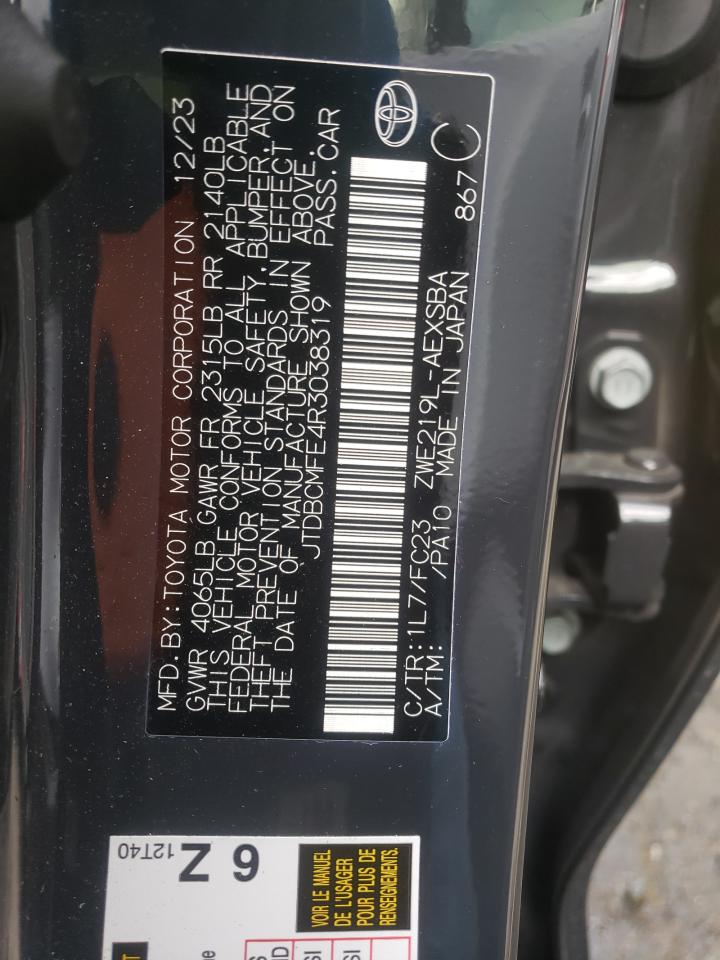 MFD. BY: TOYOTA MOTOR CORPORATION 12/23
GVWR 4065LB GAWR FR 2315LB RR 2140LB
THIS VEHICLE CONFORMS TO ALL APPLICABLE
FEDERAL MOTOR VEHICLE SAFETY, BUMPER, AND
THEFT PREVENTION STANDARDS IN EFFECT ON
THE DATE OF MANUFACTURE SHOWN ABOVE.
JTDBCMFE4R3038319 PASS. CAR
C/TR:1L7/FC23 ZWE219L-AEXSBA
A/TM: /PA10 MADE IN JAPAN
867 C
6 Z 12T40
VOIR LE MANUEL
DE L'USAGER
POUR PLUS DE
RENSEIGNEMENTS.